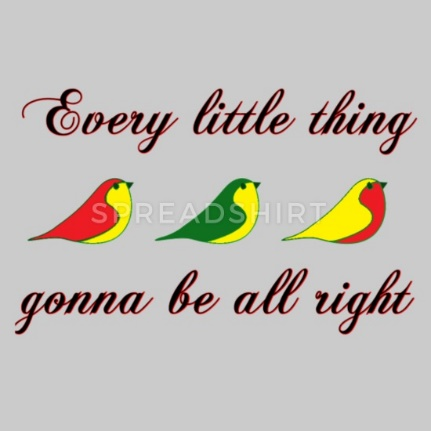 Every little thing
SPREADSHIRT
gonna be all right